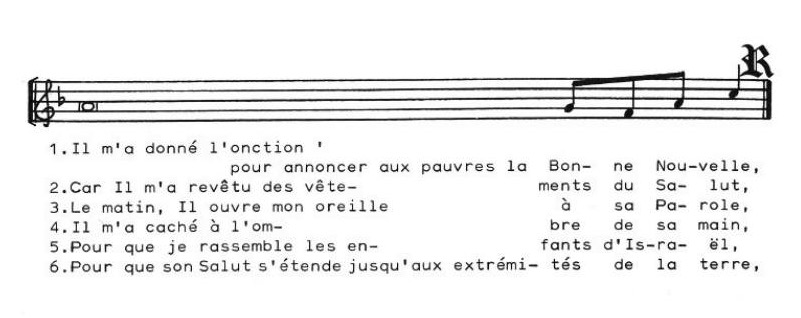 R
1.Il m'a donné l'onction '
pour annoncer aux pauvres la Bon- ne Nou-velle,
2.Car Il m'a revêtu des vête- ments du Sa- lut,
3.Le matin, Il ouvre mon oreille à sa Pa- role,
4.Il m'a caché à l'om- bre de sa main,
5.Pour que je rassemble les en- fants d'Is-ra- ël,
6.Pour que son Salut s'étende jusqu'aux extrémi- tés de la terre,